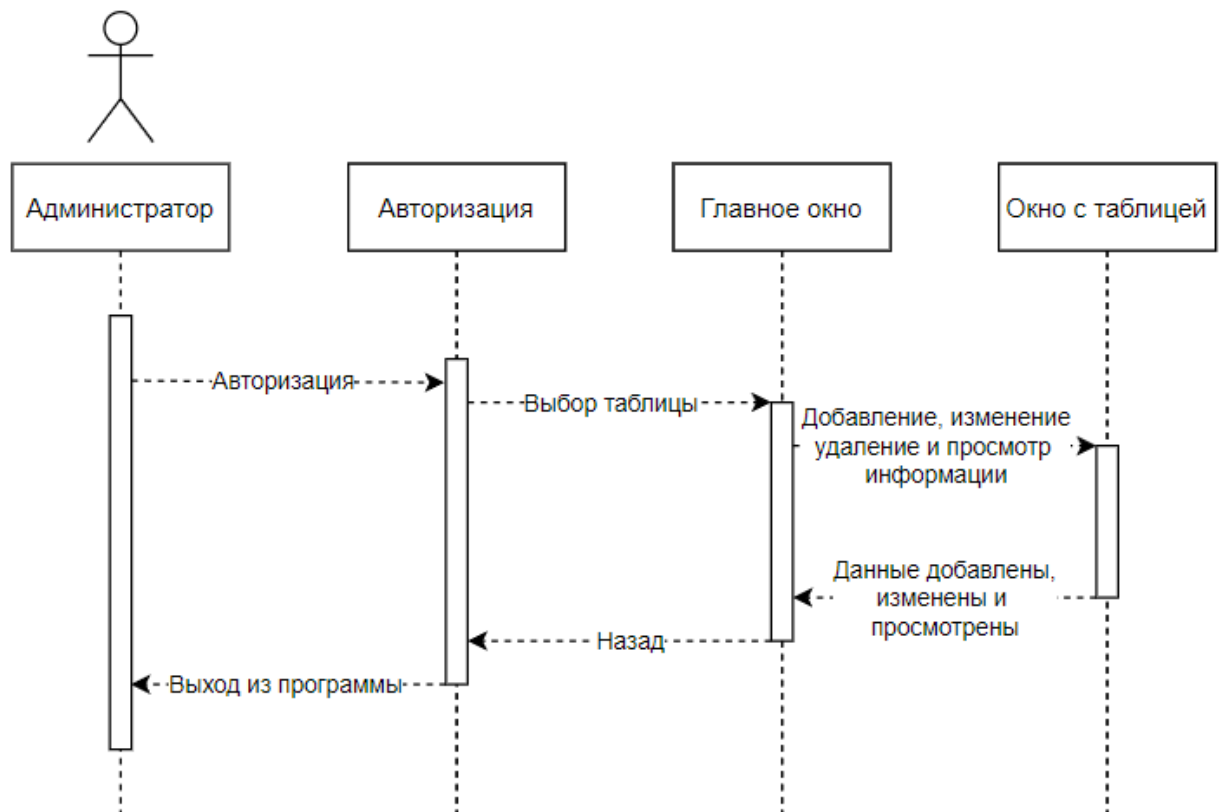 Администратор
Авторизация
Главное окно
Окно с таблицей
Авторизация
Выбор таблицы
Добавление, изменение
удаление и просмотр
информации
Данные добавлены,
изменены и
просмотрены
Назад
Выход из программы